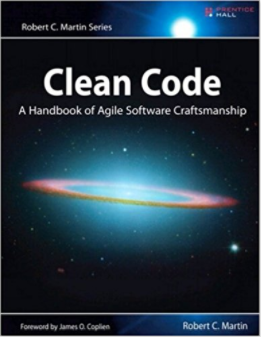 Robert C. Martin Series
PRENTICE
HALL
Clean Code
A Handbook of Agile Software Craftsmanship
Foreword by James O. Coplien
Robert C. Martin